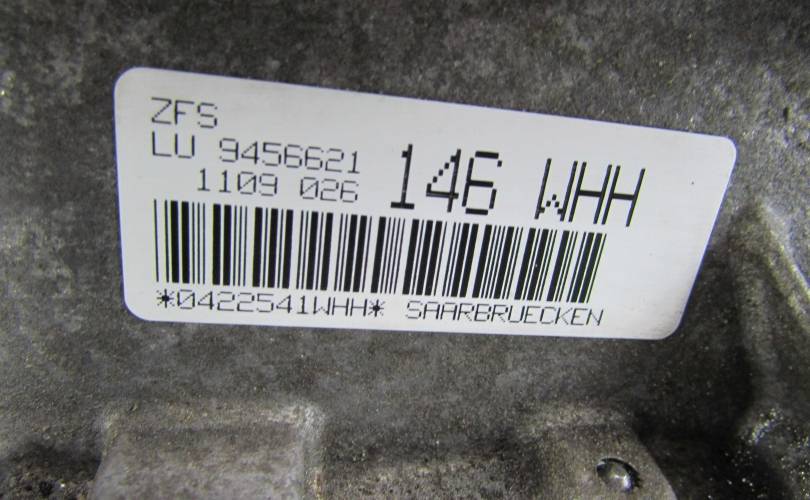 ZFS
LU 9456621
1109 026
146 WHH
*0422541WHH* SAARBRUECKEN